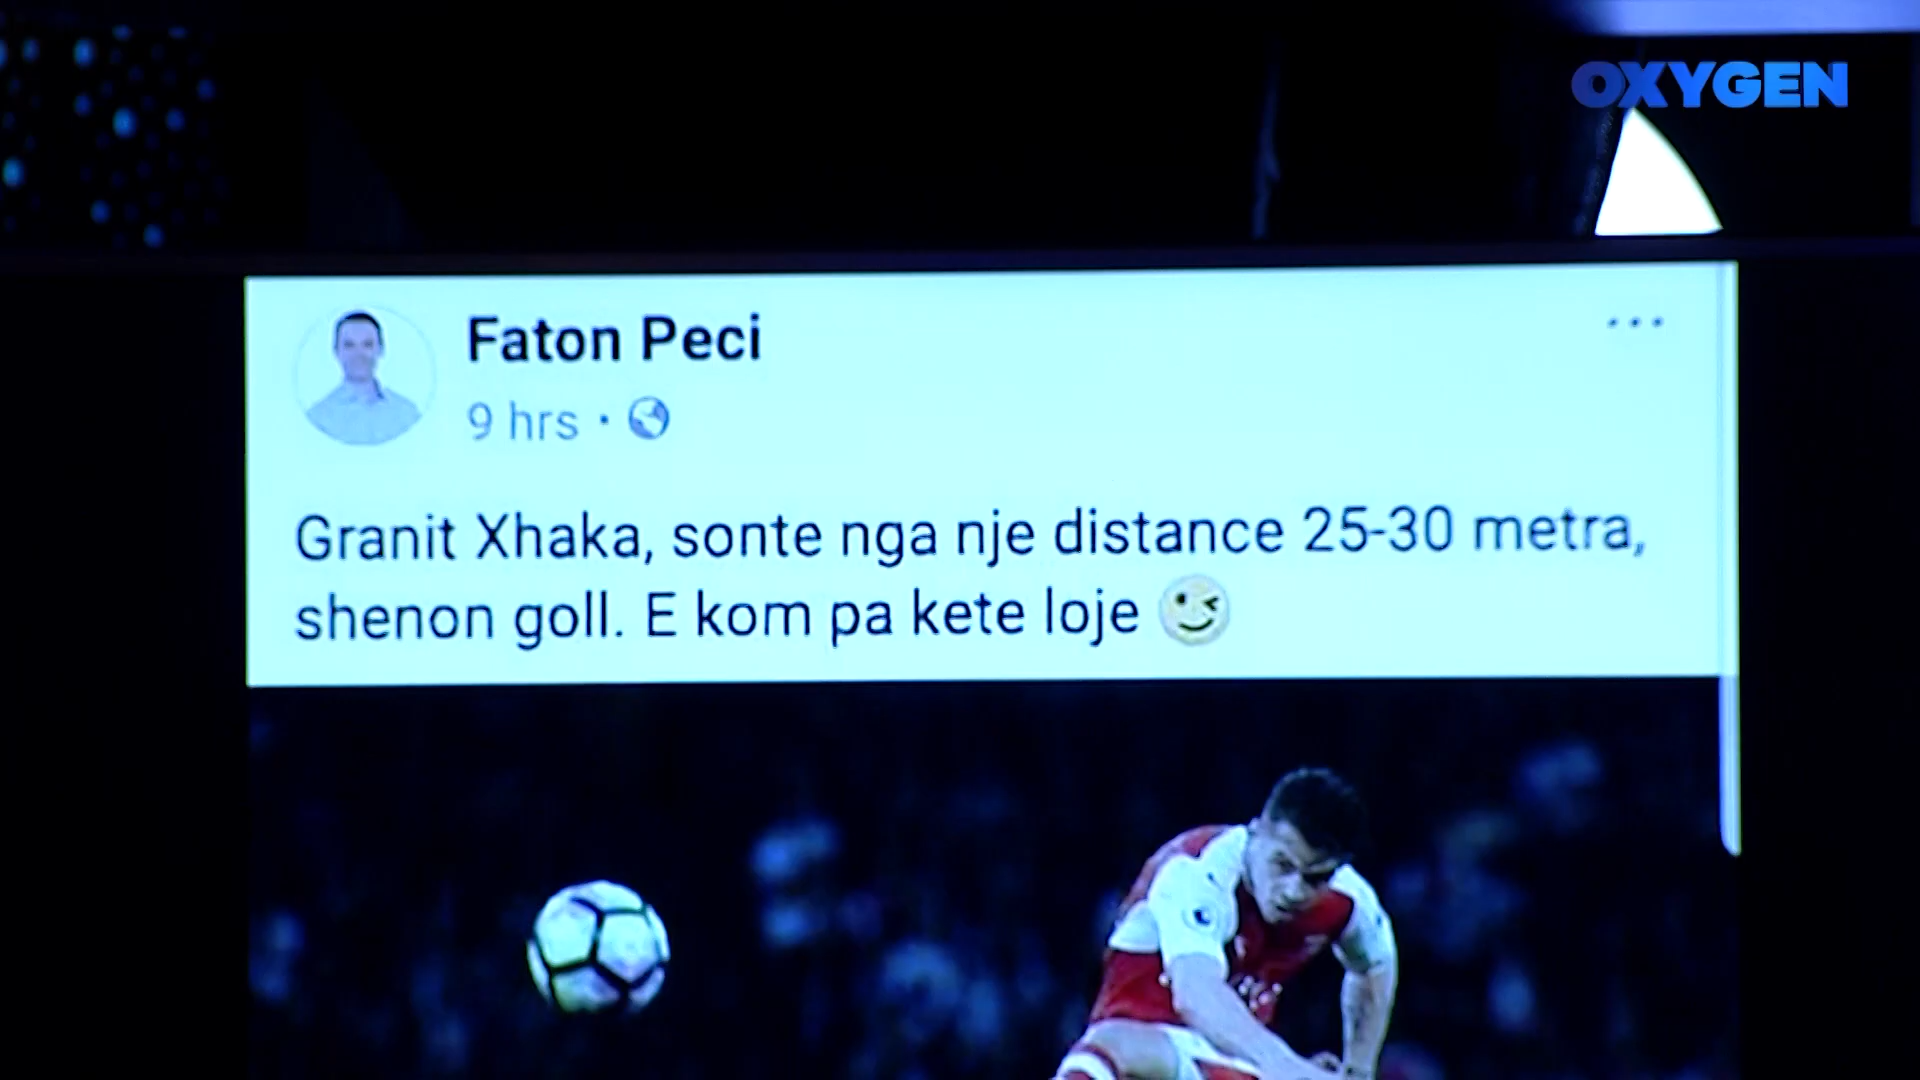 OXYGEN
Faton Peci
9 hrs
Granit Xhaka, sonte nga nje distance 25-30 metra,
shenon goll. E kom pa kete loje 😉